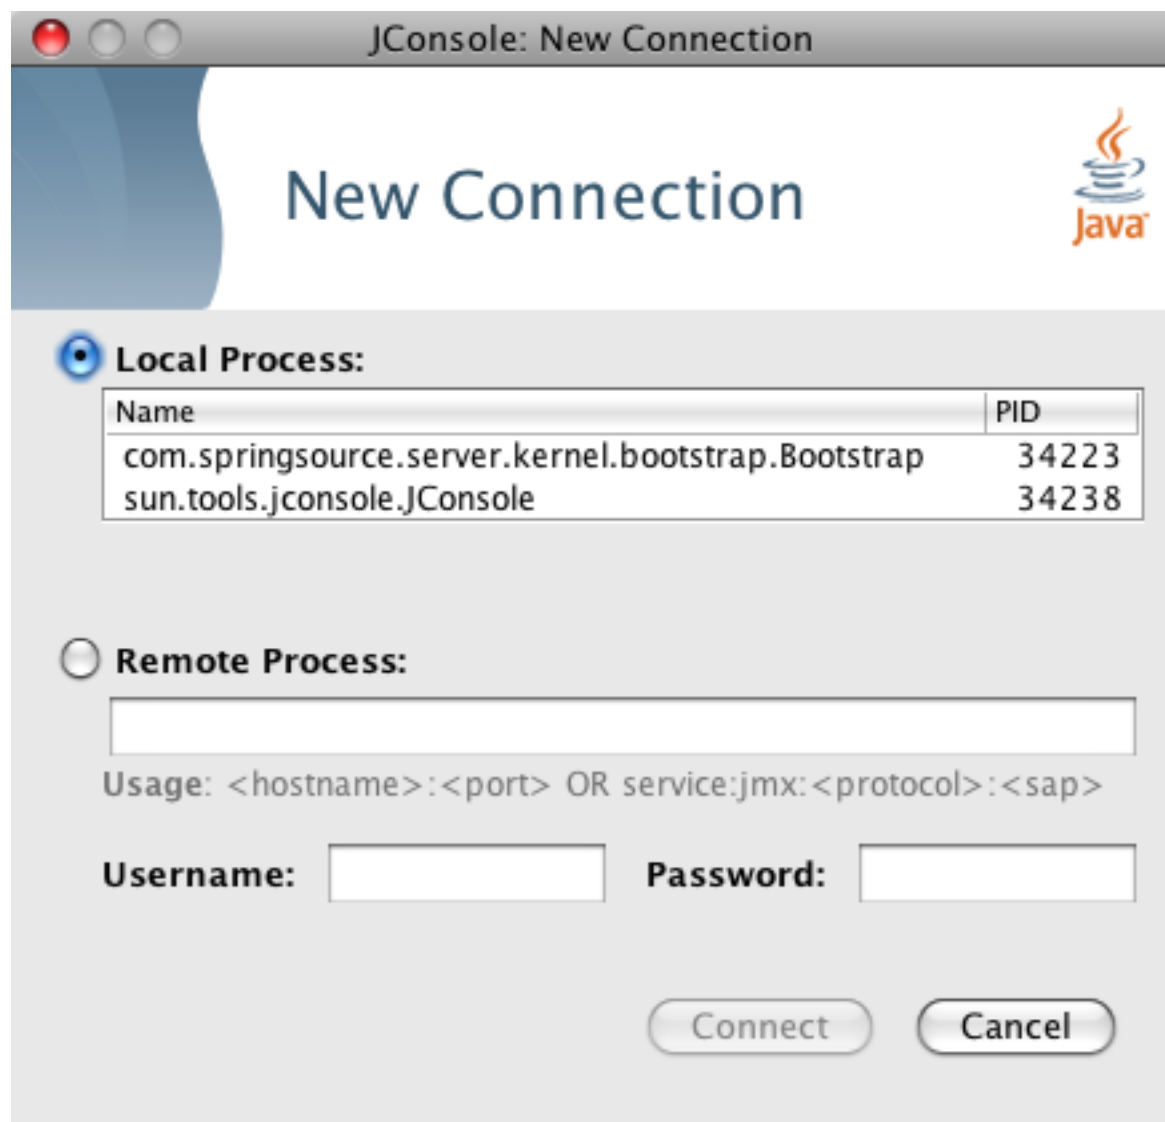 JConsole: New Connection
New Connection
Java
Local Process:
Name PID
com.springsource.server.kernel.bootstrap.Bootstrap 34223
sun.tools.jconsole.JConsole 34238
Remote Process:
Usage: <hostname>:<port> OR service:jmx:<protocol>:<sap>
Username: Password:
Connect Cancel